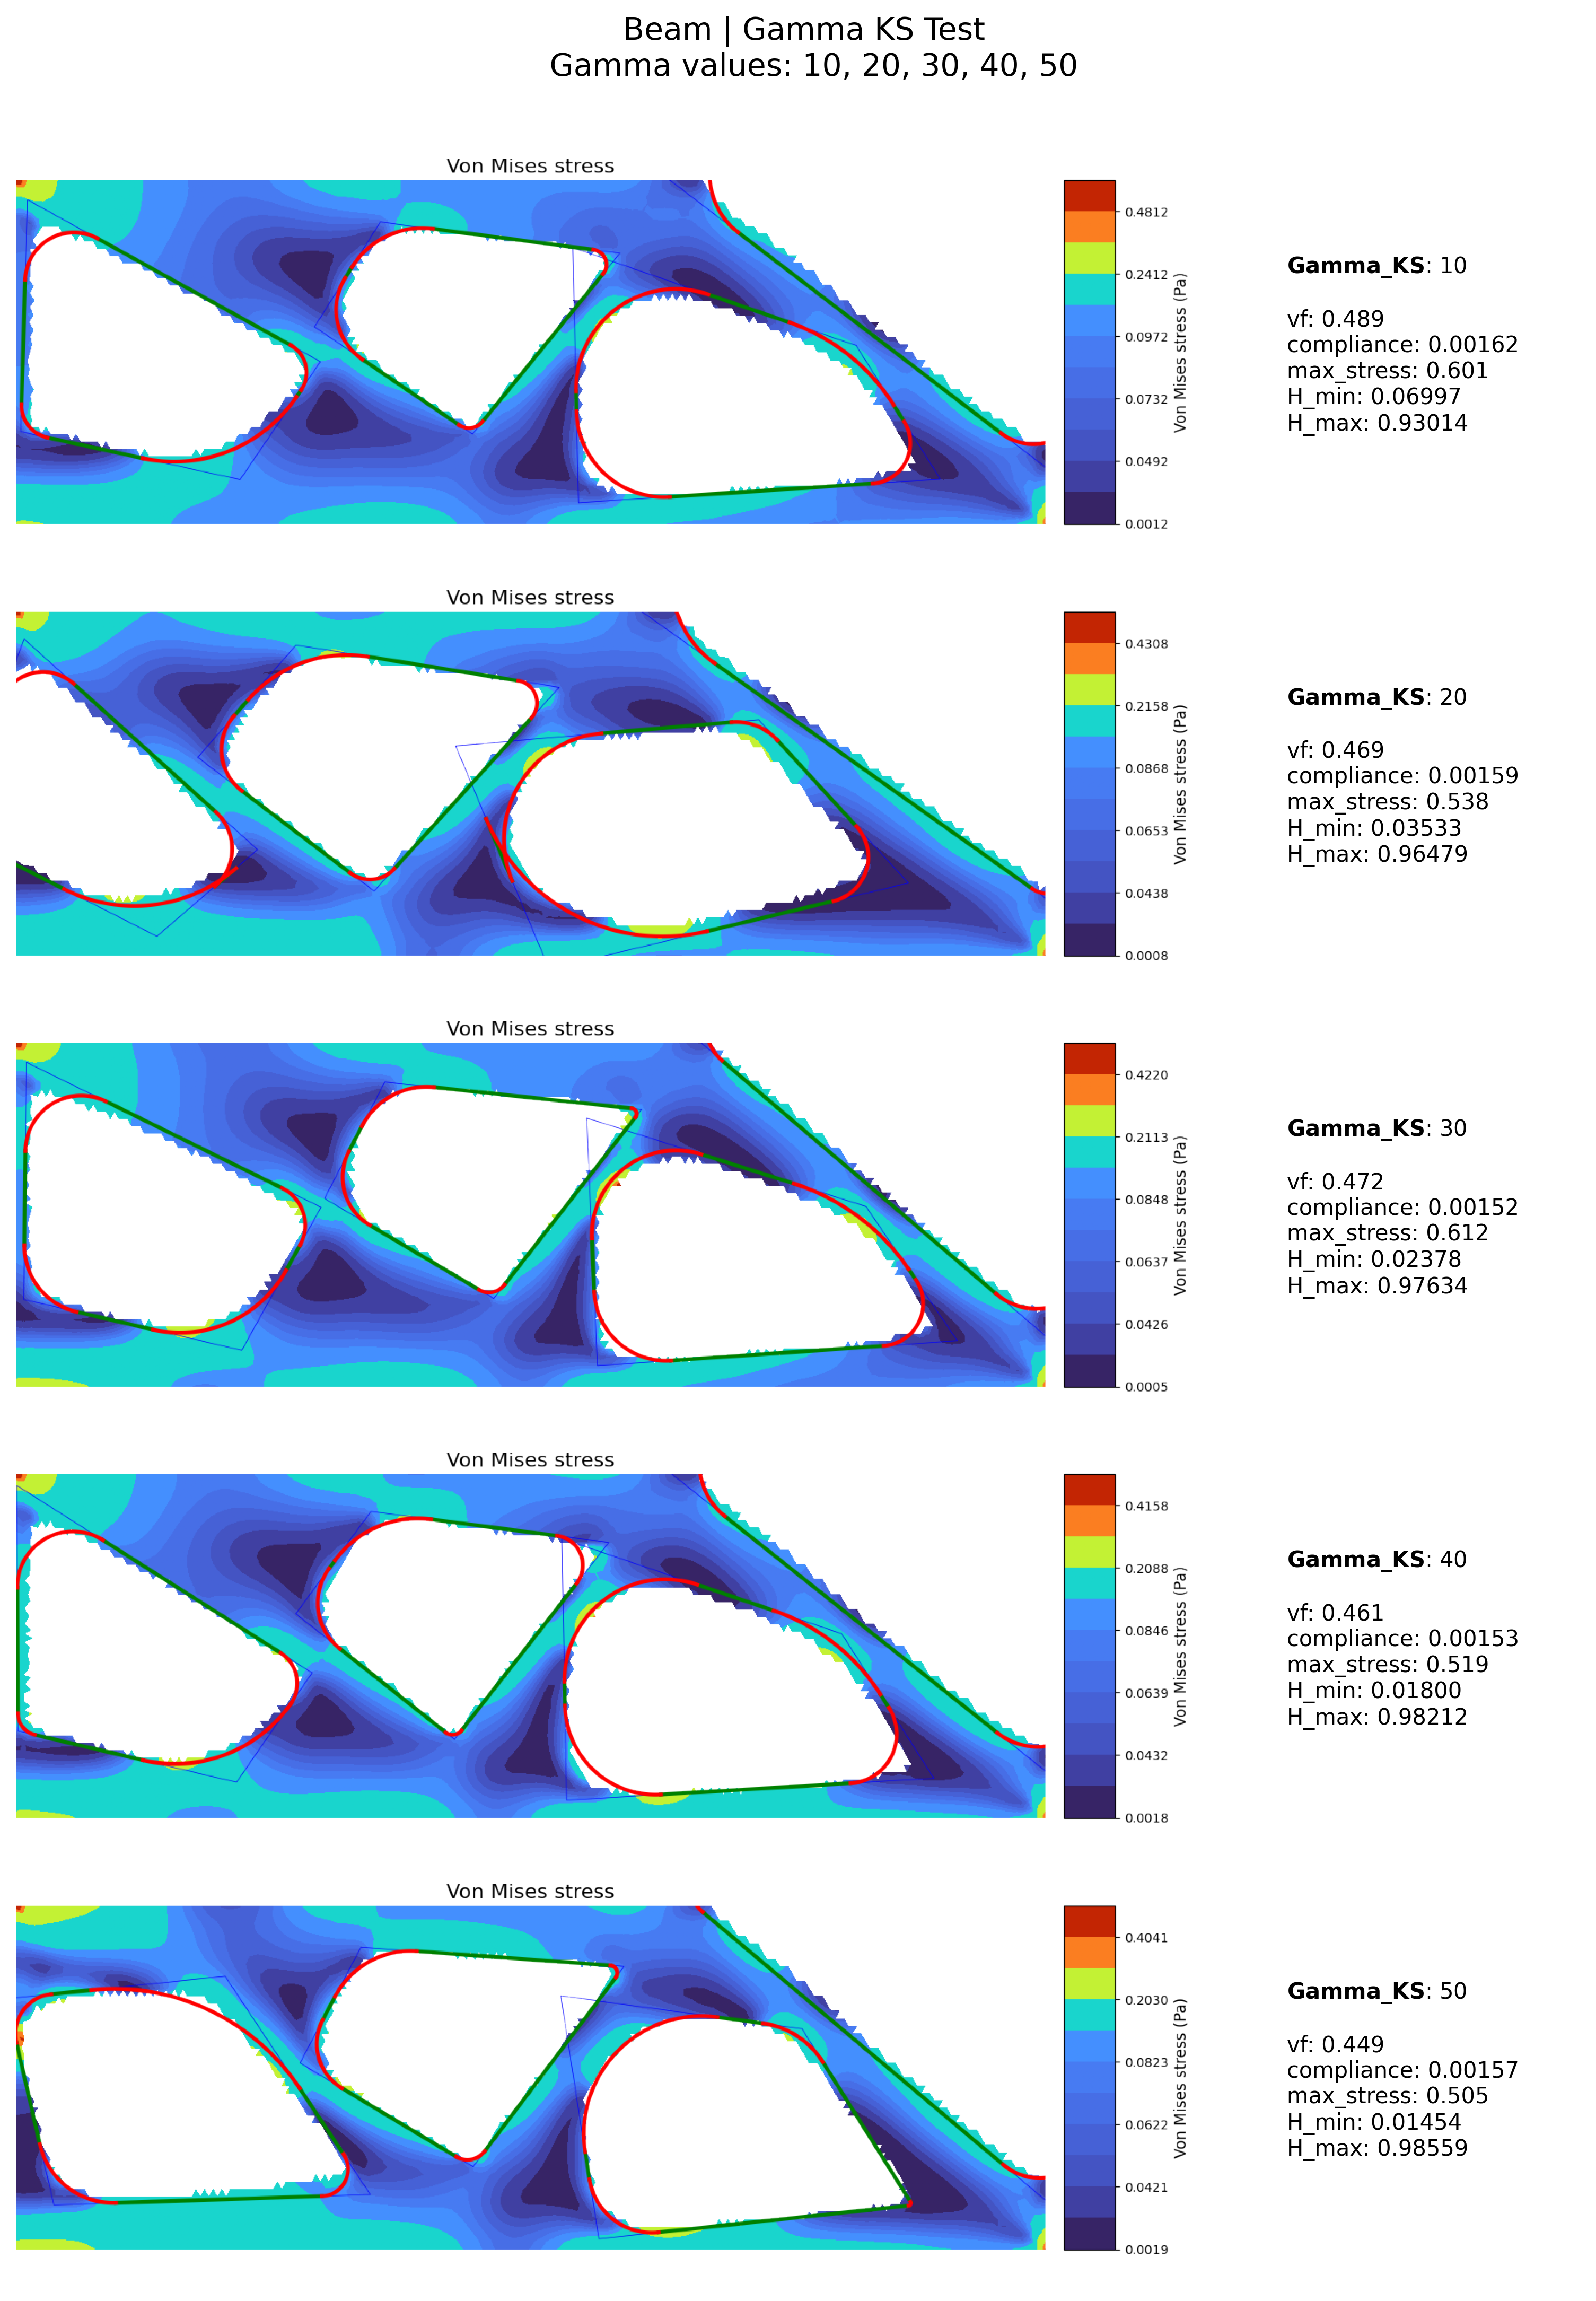 Beam | Gamma KS Test
Gamma values: 10, 20, 30, 40, 50
Von Mises stress
0.4812
0.2412
0.0972
0.0732
0.0492
0.0012
Von Mises stress (Pa)
Gamma_KS: 10
vf: 0.489
compliance: 0.00162
max_stress: 0.601
H_min: 0.06997
H_max: 0.93014
Von Mises stress
0.4308
0.2158
0.0868
0.0653
0.0438
0.0008
Von Mises stress (Pa)
Gamma_KS: 20
vf: 0.469
compliance: 0.00159
max_stress: 0.538
H_min: 0.03533
H_max: 0.96479
Von Mises stress
0.4220
0.2113
0.0848
0.0637
0.0426
0.0005
Von Mises stress (Pa)
Gamma_KS: 30
vf: 0.472
compliance: 0.00152
max_stress: 0.612
H_min: 0.02378
H_max: 0.97634
Von Mises stress
0.4158
0.2088
0.0846
0.0639
0.0432
0.0018
Von Mises stress (Pa)
Gamma_KS: 40
vf: 0.461
compliance: 0.00153
max_stress: 0.519
H_min: 0.01800
H_max: 0.98212
Von Mises stress
0.4041
0.2030
0.0823
0.0622
0.0421
0.0019
Von Mises stress (Pa)
Gamma_KS: 50
vf: 0.449
compliance: 0.00157
max_stress: 0.505
H_min: 0.01454
H_max: 0.98559